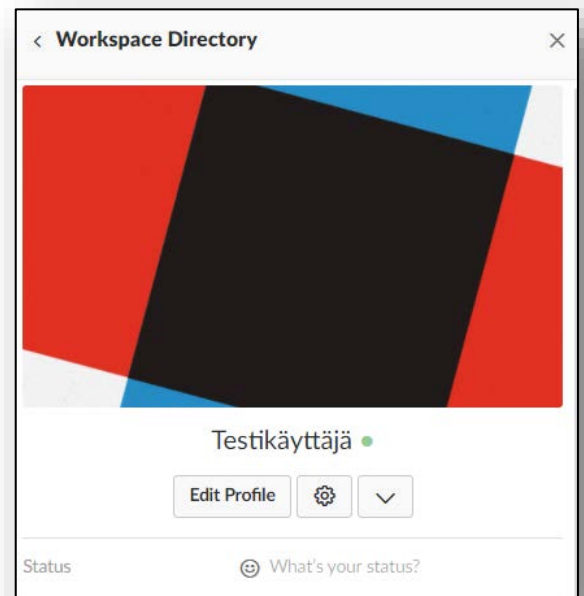 Workspace Directory
Testikäyttäjä
Edit Profile
Status What's your status?